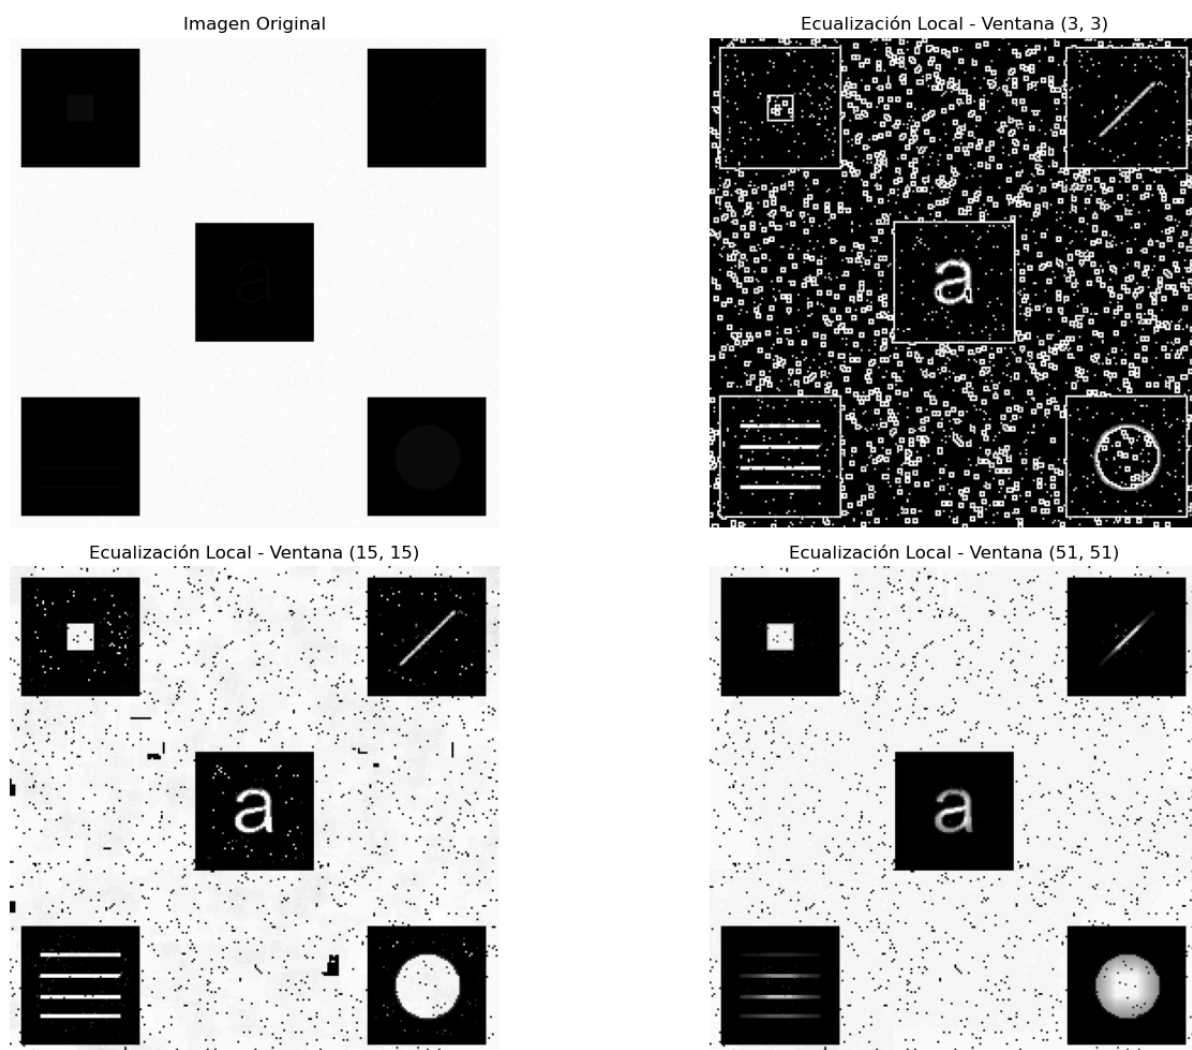 Imagen Original
Ecualización Local - Ventana (3, 3)
a
a
Ecualización Local - Ventana (15, 15)
Ecualización Local - Ventana (51, 51)
a
a